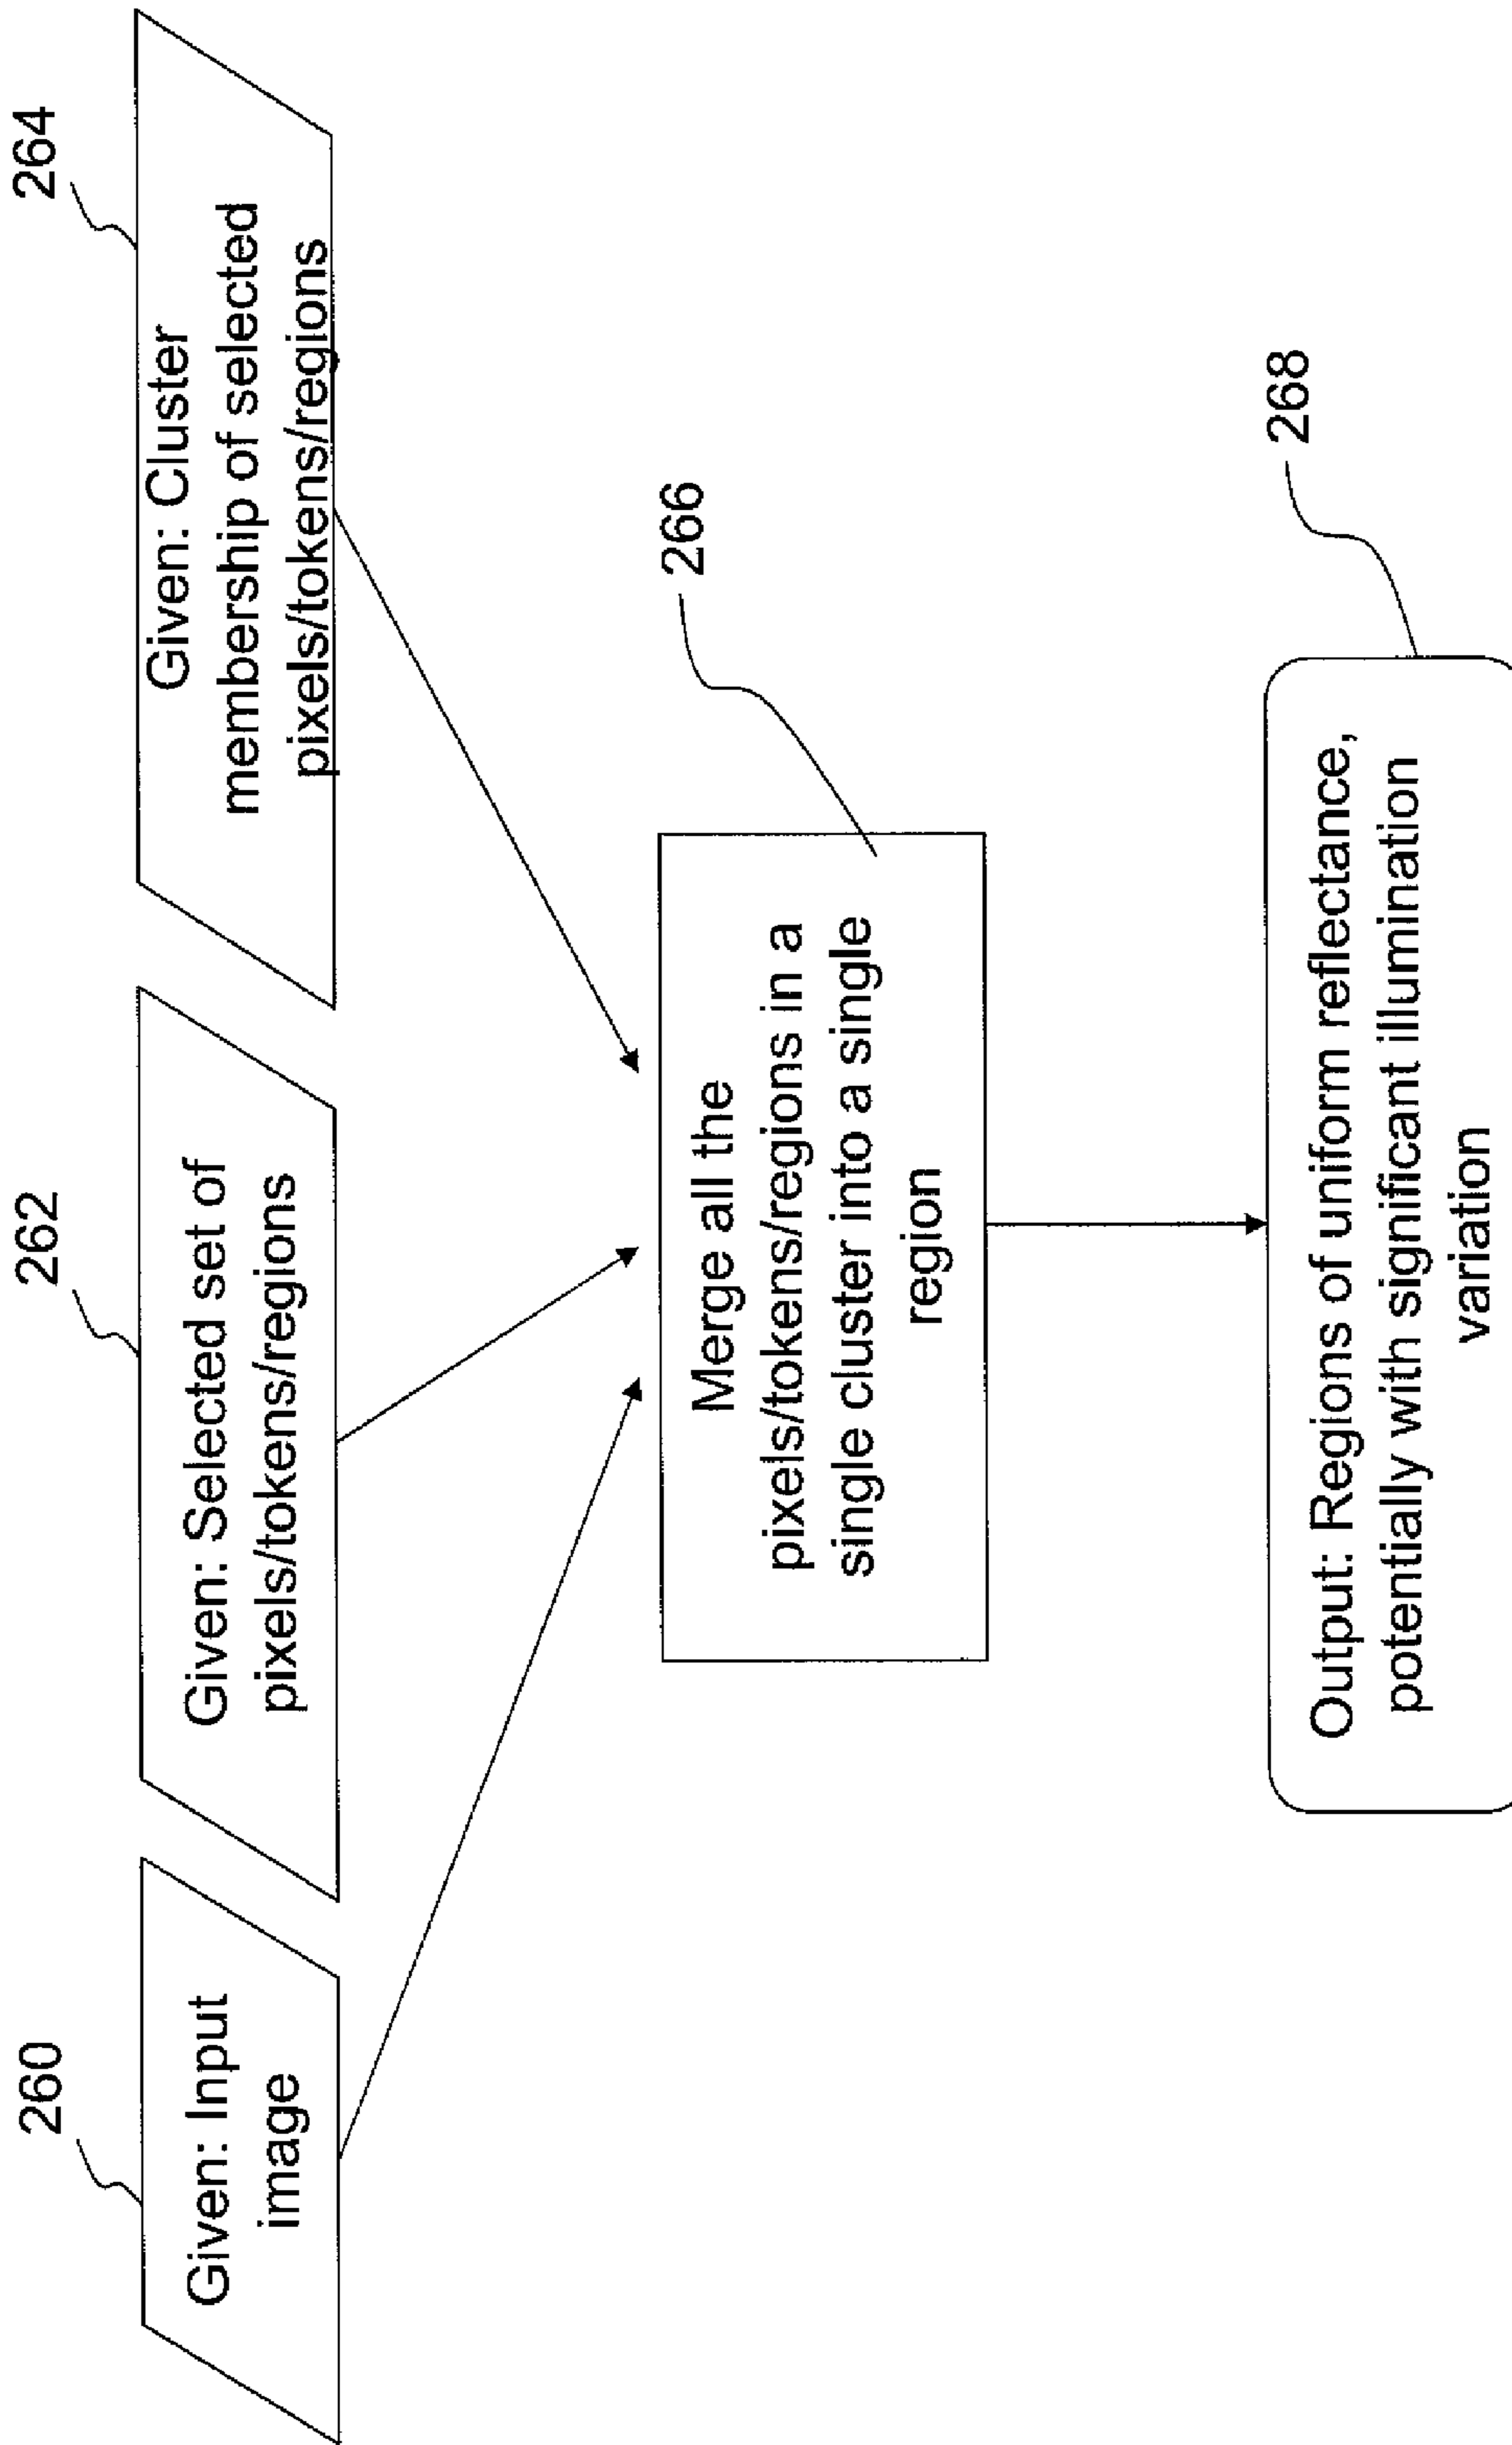 260
Given: Input
image
262
Given: Selected set of
pixels/tokens/regions
264
Given: Cluster
membership of selected
pixels/tokens/regions
266
Merge all the
pixels/tokens/regions in a
single cluster into a single
region
268
Output: Regions of uniform reflectance,
potentially with significant illumination
variation